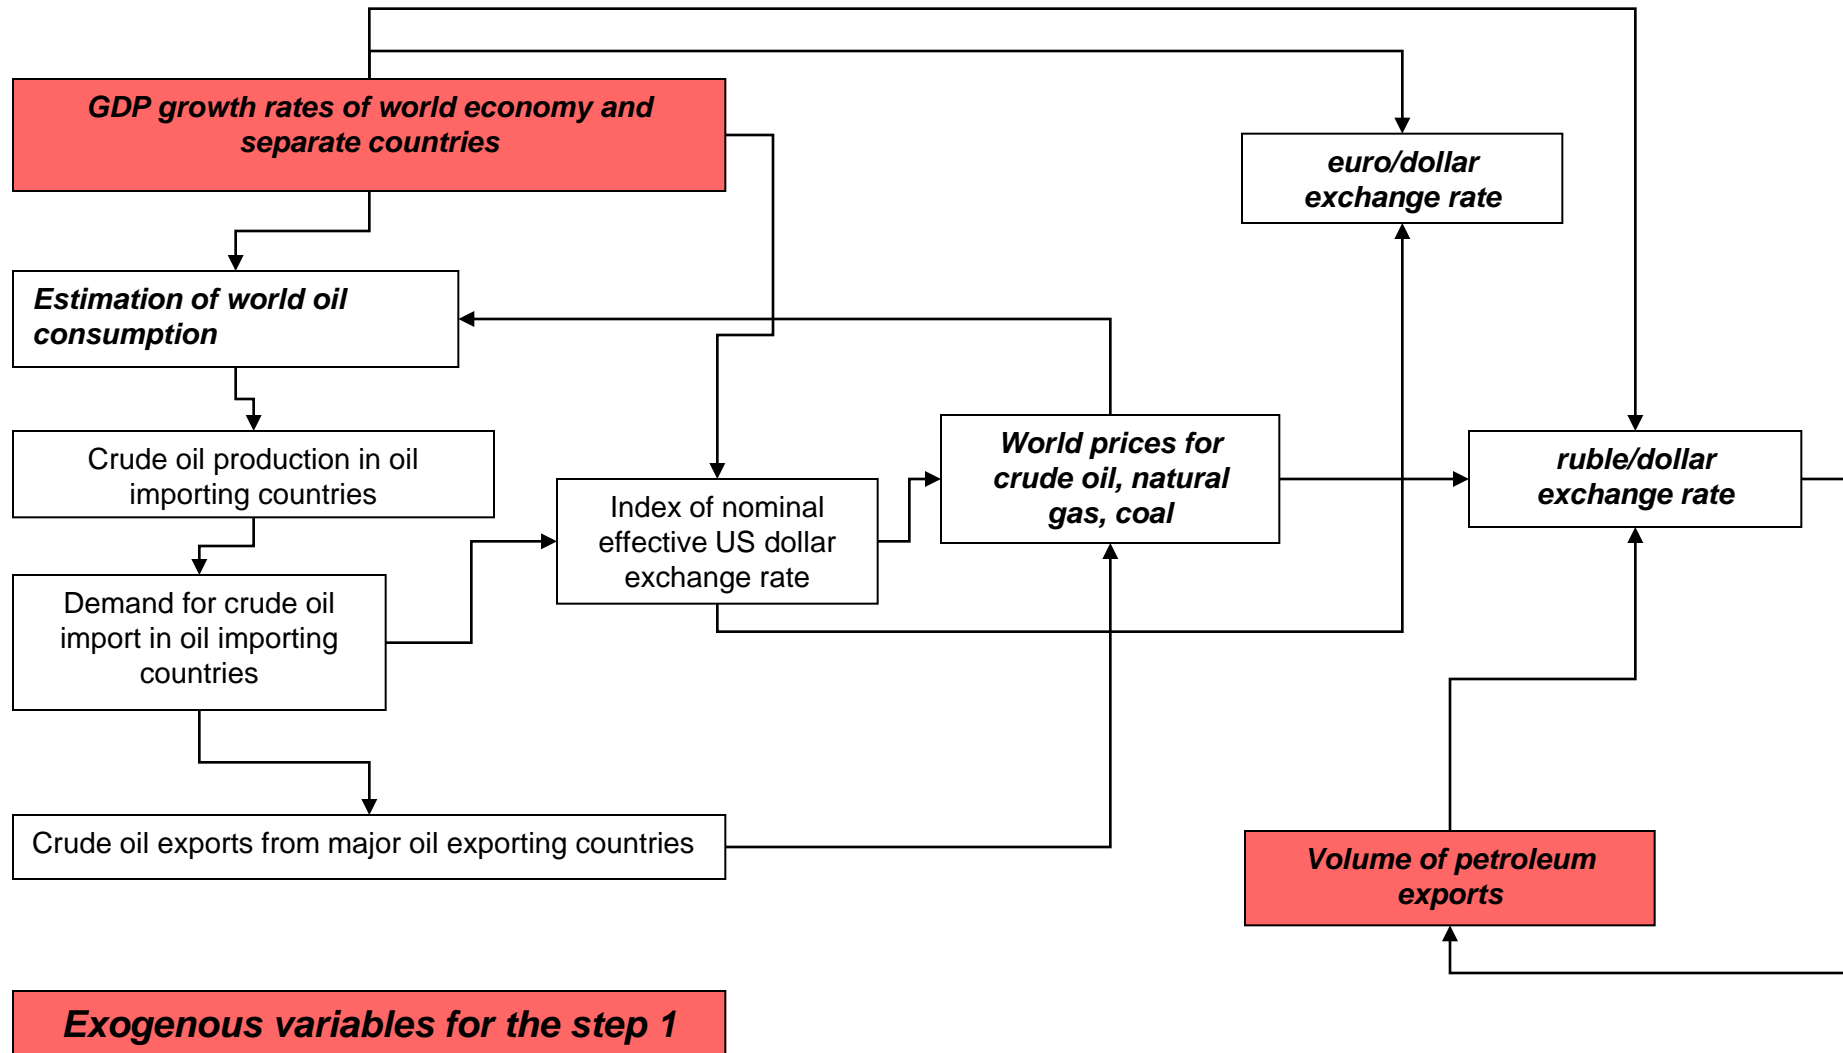 GDP growth rates of world economy and
separate countries
euro/dollar
exchange rate
Estimation of world oil
consumption
Crude oil production in oil
importing countries
Index of nominal
effective US dollar
exchange rate
World prices for
crude oil, natural
gas, coal
ruble/dollar
exchange rate
Demand for crude oil
import in oil importing
countries
Crude oil exports from major oil exporting countries
Volume of petroleum
exports
Exogenous variables for the step 1